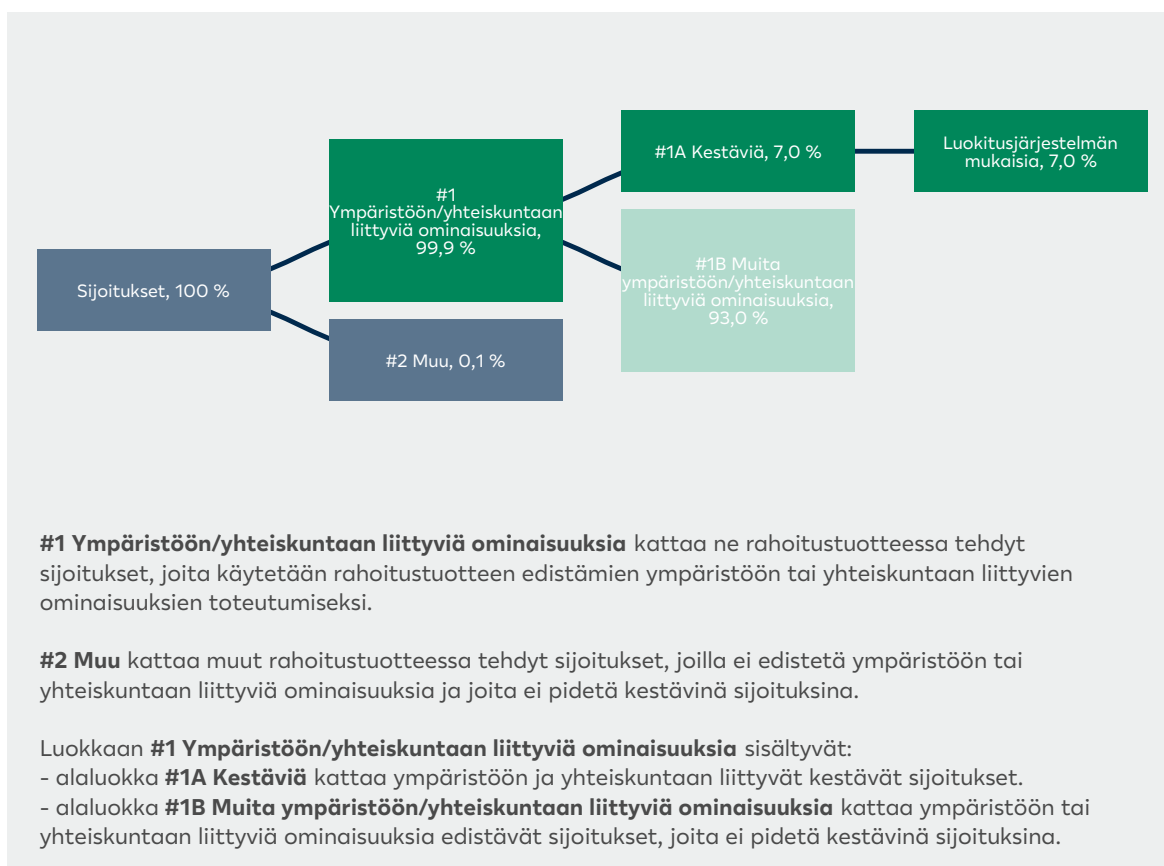 Sijoitukset, 100 %
#1
Ympäristöön/yhteiskuntaan
liittyviä ominaisuuksia,
99,9 %
#2 Muu, 0,1 %
#1A Kestäviä, 7,0 %
#1B Muita
ympäristöön/yhteiskuntaan
liittyviä ominaisuuksia,
93,0 %
Luokitusjärjestelmän
mukaisia, 7,0 %
#1 Ympäristöön/yhteiskuntaan liittyviä ominaisuuksia kattaa ne rahoitustuotteessa tehdyt
sijoitukset, joita käytetään rahoitustuotteen edistämien ympäristöön tai yhteiskuntaan liittyvien
ominaisuuksien toteutumiseksi.
#2 Muu kattaa muut rahoitustuotteessa tehdyt sijoitukset, joilla ei edistetä ympäristöön tai
yhteiskuntaan liittyviä ominaisuuksia ja joita ei pidetä kestävinä sijoituksina.
Luokkaan #1 Ympäristöön/yhteiskuntaan liittyviä ominaisuuksia sisältyvät:
- alaluokka #1A Kestäviä kattaa ympäristöön ja yhteiskuntaan liittyvät kestävät sijoitukset.
- alaluokka #1B Muita ympäristöön/yhteiskuntaan liittyviä ominaisuuksia kattaa ympäristöön tai
yhteiskuntaan liittyviä ominaisuuksia edistävät sijoitukset, joita ei pidetä kestävinä sijoituksina.